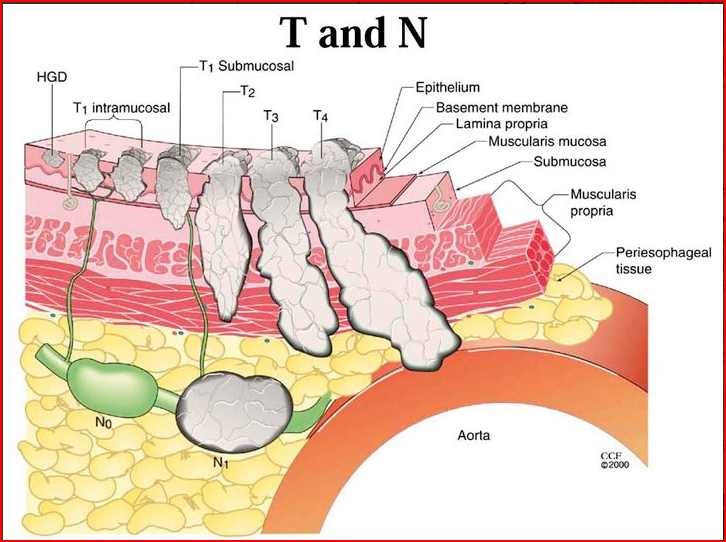 T and N
HGD
T1 Submucosal
T1 intramucosal
T2
T3
T4
Epithelium
Basement membrane
Lamina propria
Muscularis mucosa
Submucosa
Muscularis
propria
Periesophageal
tissue
N0
N1
Aorta
CCF
©2000